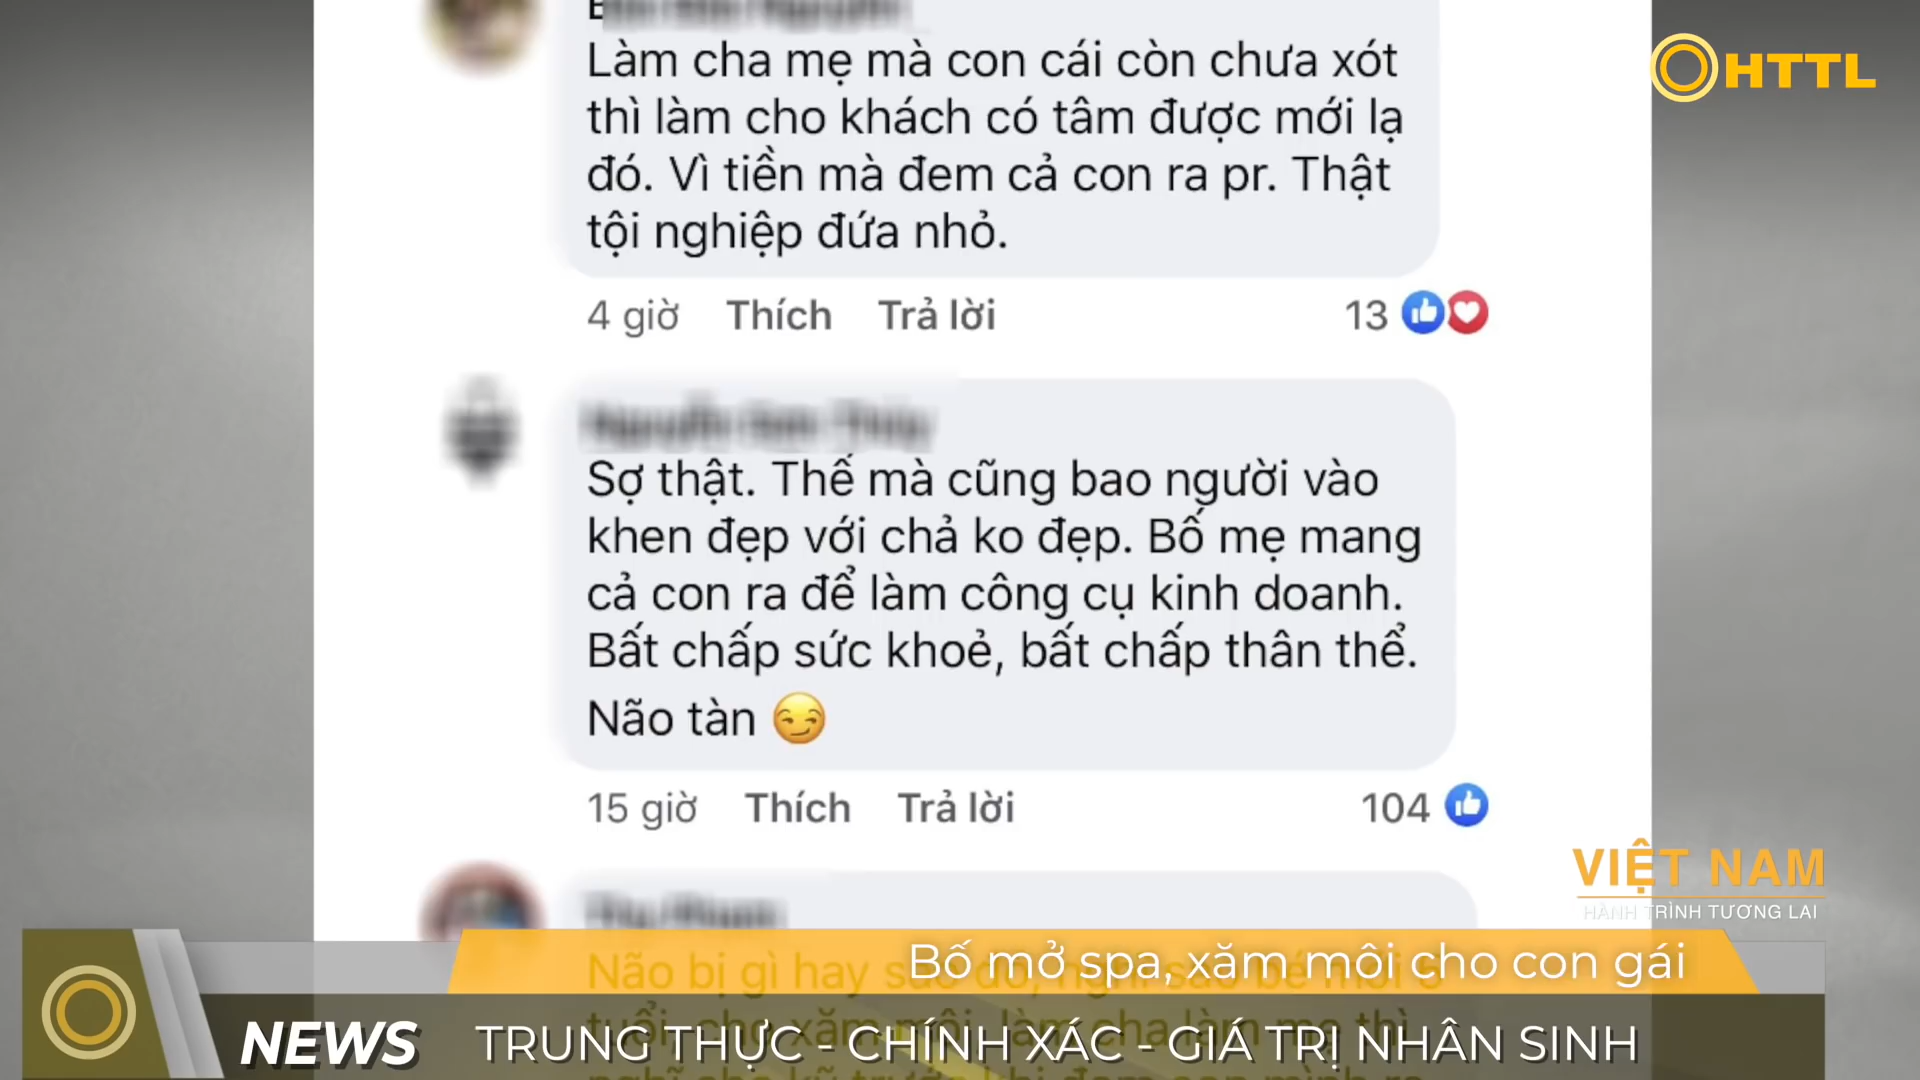 HTTL
Làm cha mẹ mà con cái còn chưa xót
thì làm cho khách có tâm được mới lạ
đó. Vì tiền mà đem cả con ra pr. Thật
tội nghiệp đứa nhỏ.
4 giờ Thích Trả lời 13
Sợ thật. Thế mà cũng bao người vào
khen đẹp với chả ko đẹp. Bố mẹ mang
cả con ra để làm công cụ kinh doanh.
Bất chấp sức khoẻ, bất chấp thân thể.
Não tàn 😏
15 giờ Thích Trả lời 104
VIỆT NAM
HÀNH TRÌNH TƯƠNG LAI
Não bị gì hay
Bố mở spa, xăm môi cho con gái
NEWS TRUNG THỰC - CHÍNH XÁC - GIÁ TRỊ NHÂN SINH